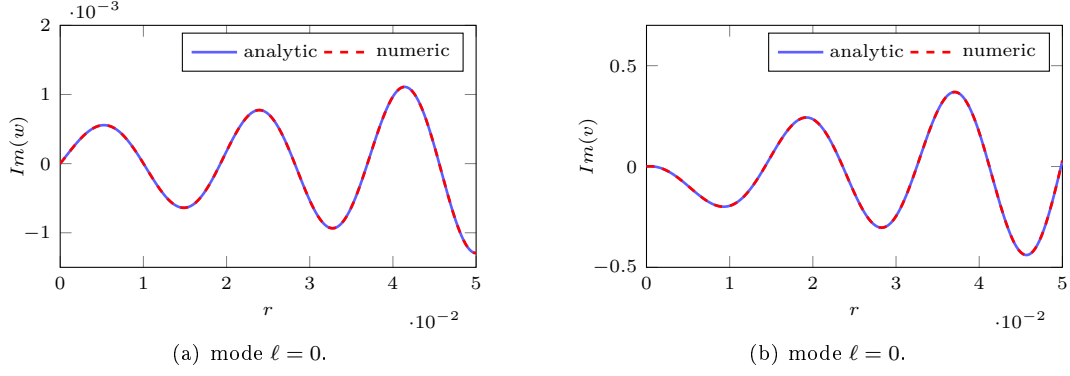 ·10−3
2
1
0
−1
Im(w)
analytic numeric
0 1 2 3 4 5
r
·10−2
(a) mode ℓ = 0.
0.5
0
−0.5
Im(v)
analytic numeric
0 1 2 3 4 5
r
·10−2
(b) mode ℓ = 0.